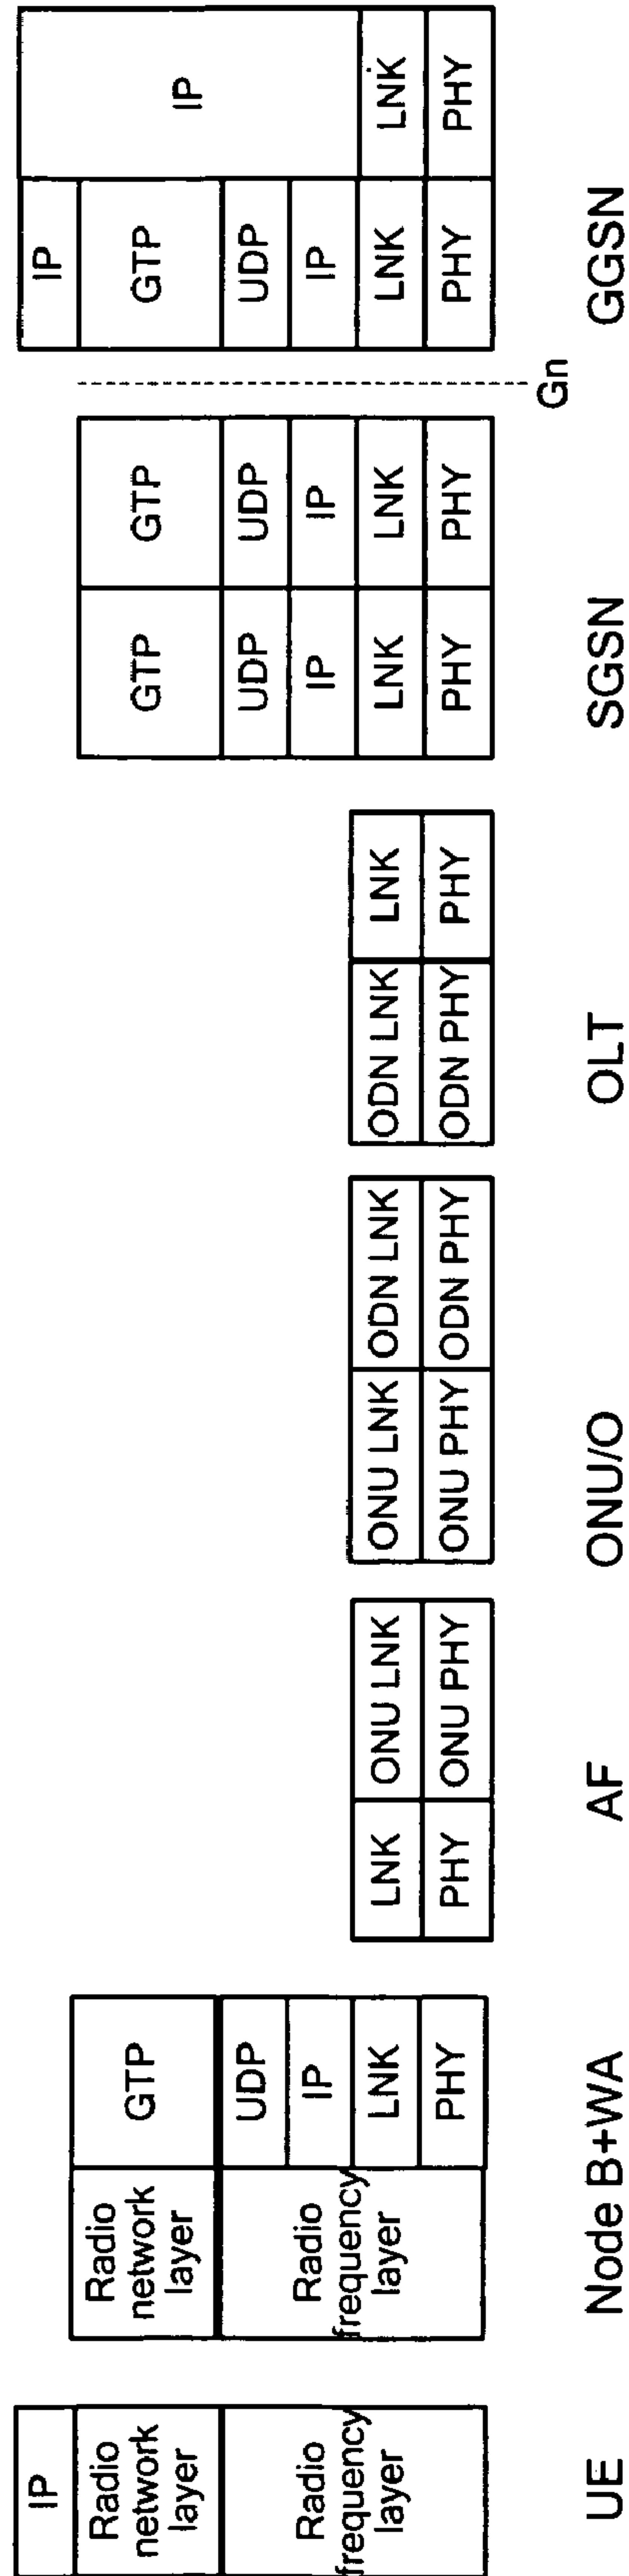 IP
Radio
network
layer
Radio
frequency
layer
UE
Radio
network
layer
Radio
frequency
layer
GTP
UDP
IP
LNK
PHY
Node B+WA
LNK
PHY
ONU LNK
ONU PHY
AF
ONU LNK
ONU PHY
ODN LNK
ODN PHY
ONU/O
ODN LNK
ODN PHY
LNK
PHY
OLT
GTP
UDP
IP
LNK
PHY
GTP
UDP
IP
LNK
PHY
SGSN
Gn
IP
GTP
UDP
IP
LNK
PHY
IP
LNK
PHY
GGSN